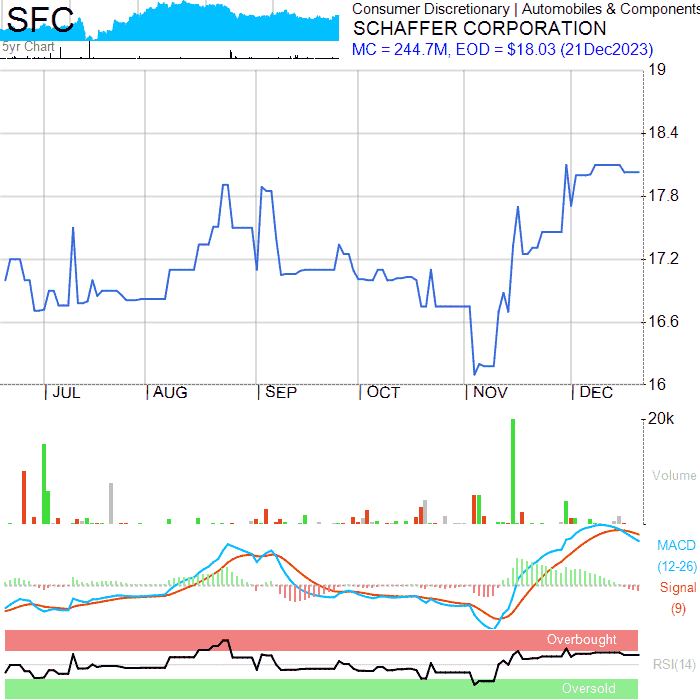 SFC
5yr Chart
Consumer Discretionary | Automobiles & Components
SCHAFFER CORPORATION
MC = 244.7M, EOD = $18.03 (21Dec2023)
19
18.4
17.8
17.2
16.6
16
JUL AUG SEP OCT NOV DEC
20k
Volume
MACD
(12-26)
Signal
(9)
Overbought
RSI(14)
Oversold